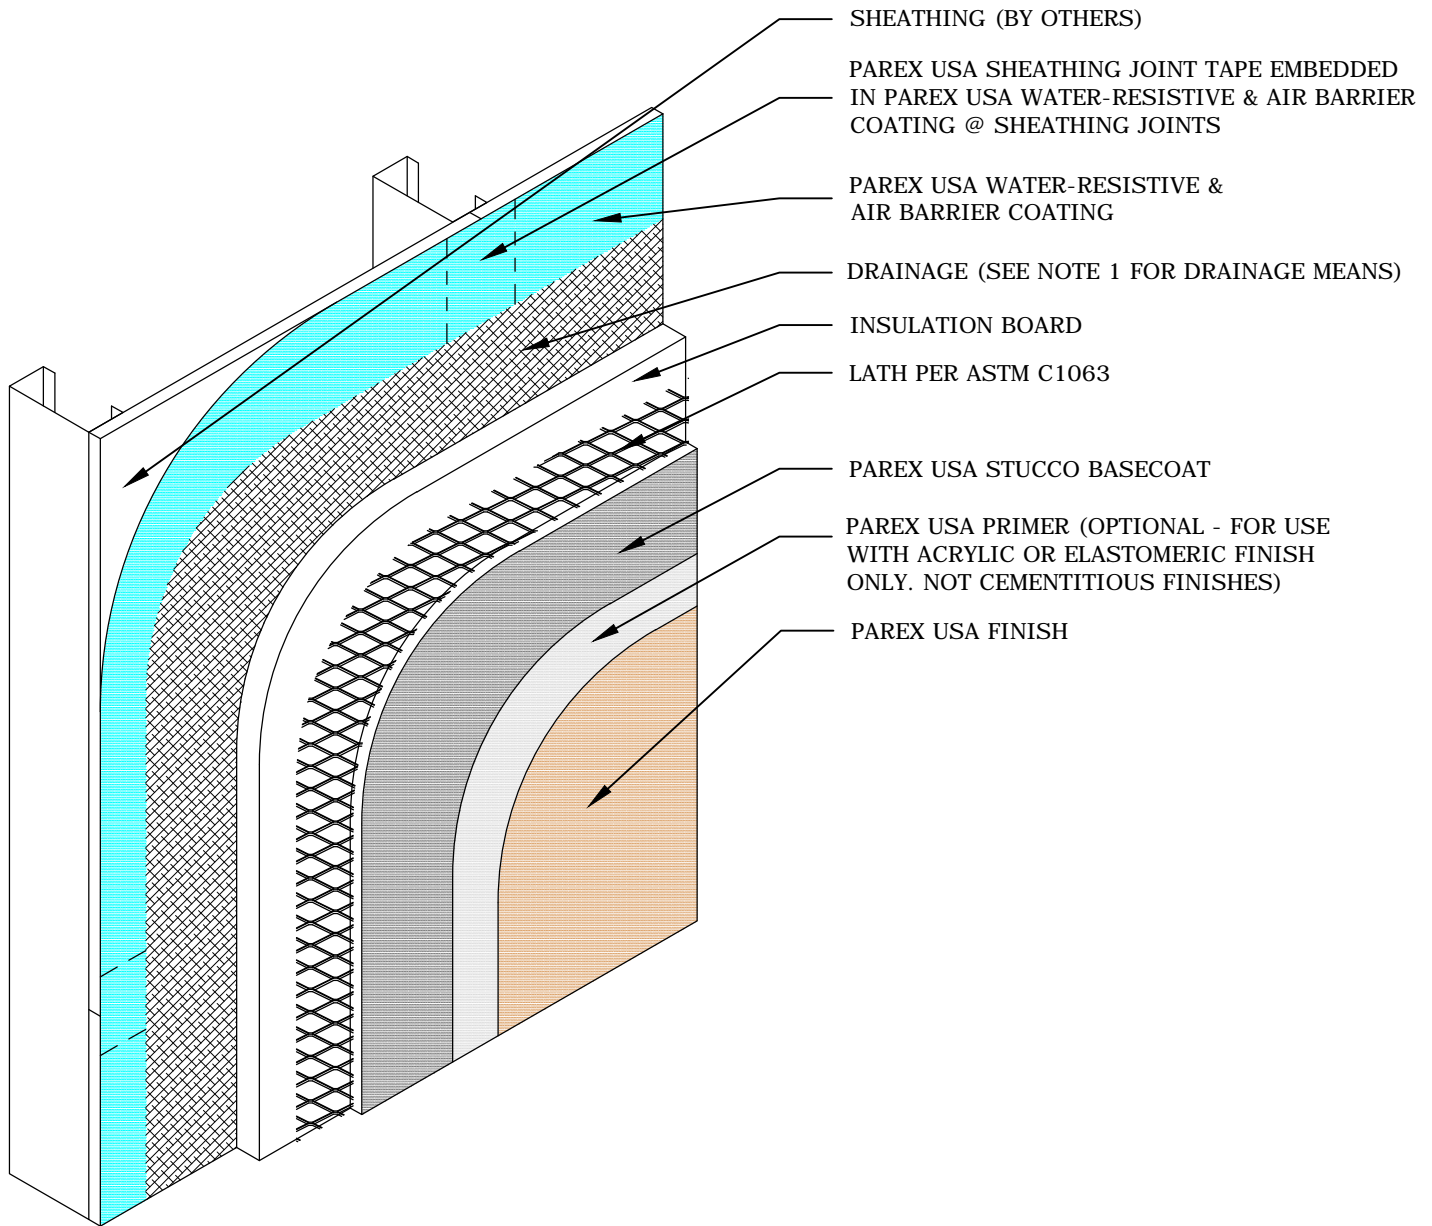 SHEATHING (BY OTHERS)
PAREX USA SHEATHING JOINT TAPE EMBEDDED
IN PAREX USA WATER-RESISTIVE & AIR BARRIER
COATING @ SHEATHING JOINTS
PAREX USA WATER-RESISTIVE &
AIR BARRIER COATING
DRAINAGE (SEE NOTE 1 FOR DRAINAGE MEANS)
INSULATION BOARD
LATH PER ASTM C1063
PAREX USA STUCCO BASECOAT
PAREX USA PRIMER (OPTIONAL - FOR USE
WITH ACRYLIC OR ELASTOMERIC FINISH
ONLY. NOT CEMENTITIOUS FINISHES)
PAREX USA FINISH